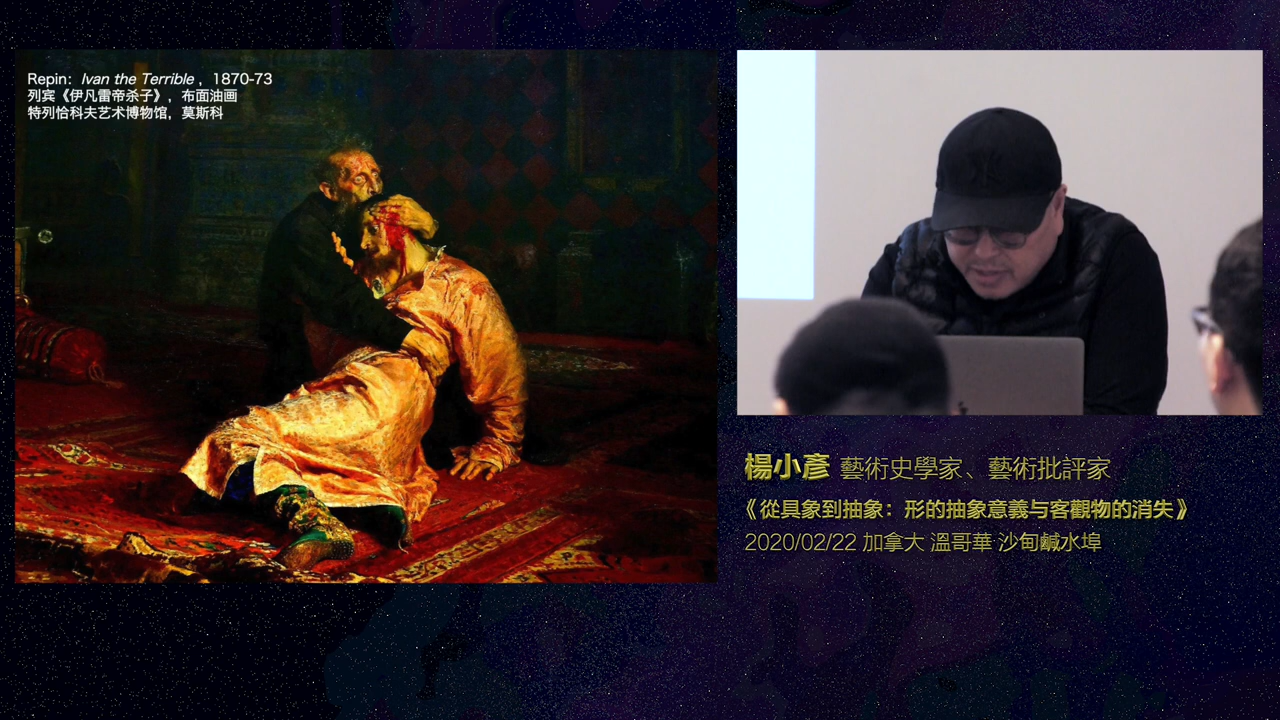 Repin: Ivan the Terrible , 1870-73
列宾《伊凡雷帝杀子》，布面油画
特列恰科夫艺术博物馆，莫斯科
楊小彥 藝術史學家、藝術批評家
《從具象到抽象：形的抽象意義与客觀物的消失》
2020/02/22 加拿大 溫哥華 沙甸鹹水埠